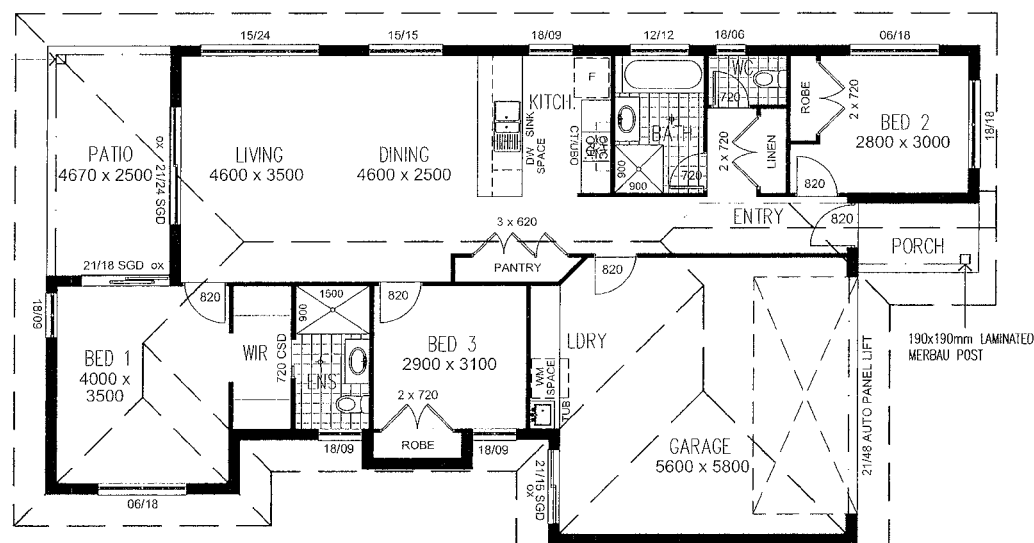 15/24
15/15
18/09
12/12
18/06
06/18
F
WC
720
ROBE
2 x 720
BED 2
2800 x 3000
18/18
KITCH.
BATH
PATIO
4670 x 2500
21/24 SGD
ox
LIVING
4600 x 3500
DINING
4600 x 2500
DW SINK
SPACE
CT/UBO
900
900
720
2 x 720
LINEN
820
ENTRY
820
PORCH
3 x 620
PANTRY
820
21/18 SGD ox
18/09
820
1500
900
820
BED 1
4000 x
3500
WIR
720 CSD
ENS
BED 3
2900 x 3100
2 x 720
ROBE
LDRY
WM
SPACE
TUB
190x190mm LAMINATED
MERBAU POST
21/48 AUTO PANEL LIFT
GARAGE
5600 x 5800
18/09
18/09
21/15 SGD
ox
06/18